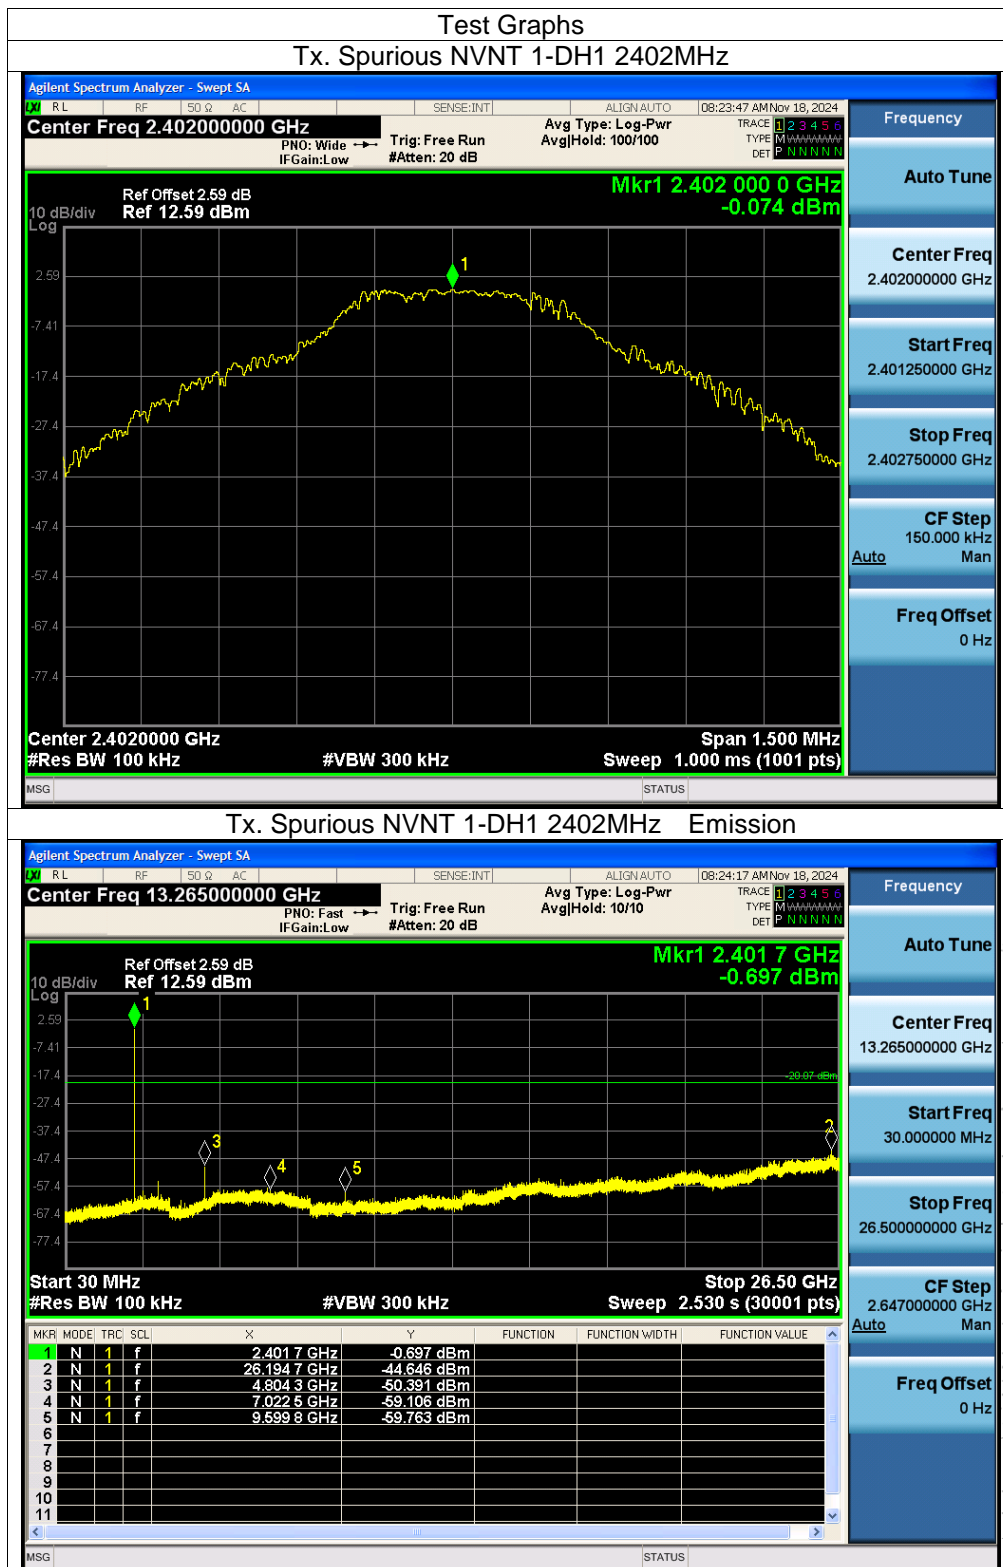 Test Graphs
Tx. Spurious NVNT 1-DH1 2402MHz
Agilent Spectrum Analyzer - Swept SA
LXI RL RF 50 Ω AC SENSE:INT ALIGN AUTO 08:23:47 AM Nov 18, 2024
Center Freq 2.402000000 GHz
PNO: Wide
IFGain:Low
Trig: Free Run
#Atten: 20 dB
Avg Type: Log-Pwr
Avg|Hold: 100/100
TRACE 1 2 3 4 5 6
TYPE M W W W W W
DET P N N N N N
Ref Offset 2.59 dB
10 dB/div Ref 12.59 dBm
Log
Mkr1 2.402 000 0 GHz
-0.074 dBm
1
2.59
-7.41
-17.4
-27.4
-37.4
-47.4
-57.4
-67.4
-77.4
Center 2.4020000 GHz Span 1.500 MHz
#Res BW 100 kHz #VBW 300 kHz Sweep 1.000 ms (1001 pts)
MSG STATUS
Frequency
Auto Tune
Center Freq
2.402000000 GHz
Start Freq
2.401250000 GHz
Stop Freq
2.402750000 GHz
CF Step
150.000 kHz
Auto Man
Freq Offset
0 Hz
Tx. Spurious NVNT 1-DH1 2402MHz Emission
Agilent Spectrum Analyzer - Swept SA
LXI RL RF 50 Ω AC SENSE:INT ALIGN AUTO 08:24:17 AM Nov 18, 2024
Center Freq 13.265000000 GHz
PNO: Fast
IFGain:Low
Trig: Free Run
#Atten: 20 dB
Avg Type: Log-Pwr
Avg|Hold: 10/10
TRACE 1 2 3 4 5 6
TYPE M W W W W W
DET P N N N N N
Ref Offset 2.59 dB
10 dB/div Ref 12.59 dBm
Log
Mkr1 2.401 7 GHz
-0.697 dBm
1
2.59
-7.41
-17.4
-20.07 dBm
-27.4
-37.4
2
3
-47.4
4
5
-57.4
-67.4
-77.4
Start 30 MHz Stop 26.50 GHz
#Res BW 100 kHz #VBW 300 kHz Sweep 2.530 s (30001 pts)
MKR MODE TRC SCL X Y FUNCTION FUNCTION WIDTH FUNCTION VALUE
1 N 1 f 2.401 7 GHz -0.697 dBm
2 N 1 f 26.194 7 GHz -44.646 dBm
3 N 1 f 4.804 3 GHz -50.391 dBm
4 N 1 f 7.022 5 GHz -59.106 dBm
5 N 1 f 9.599 8 GHz -59.763 dBm
6
7
8
9
10
11
MSG STATUS
Frequency
Auto Tune
Center Freq
13.265000000 GHz
Start Freq
30.000000 MHz
Stop Freq
26.500000000 GHz
CF Step
2.647000000 GHz
Auto Man
Freq Offset
0 Hz